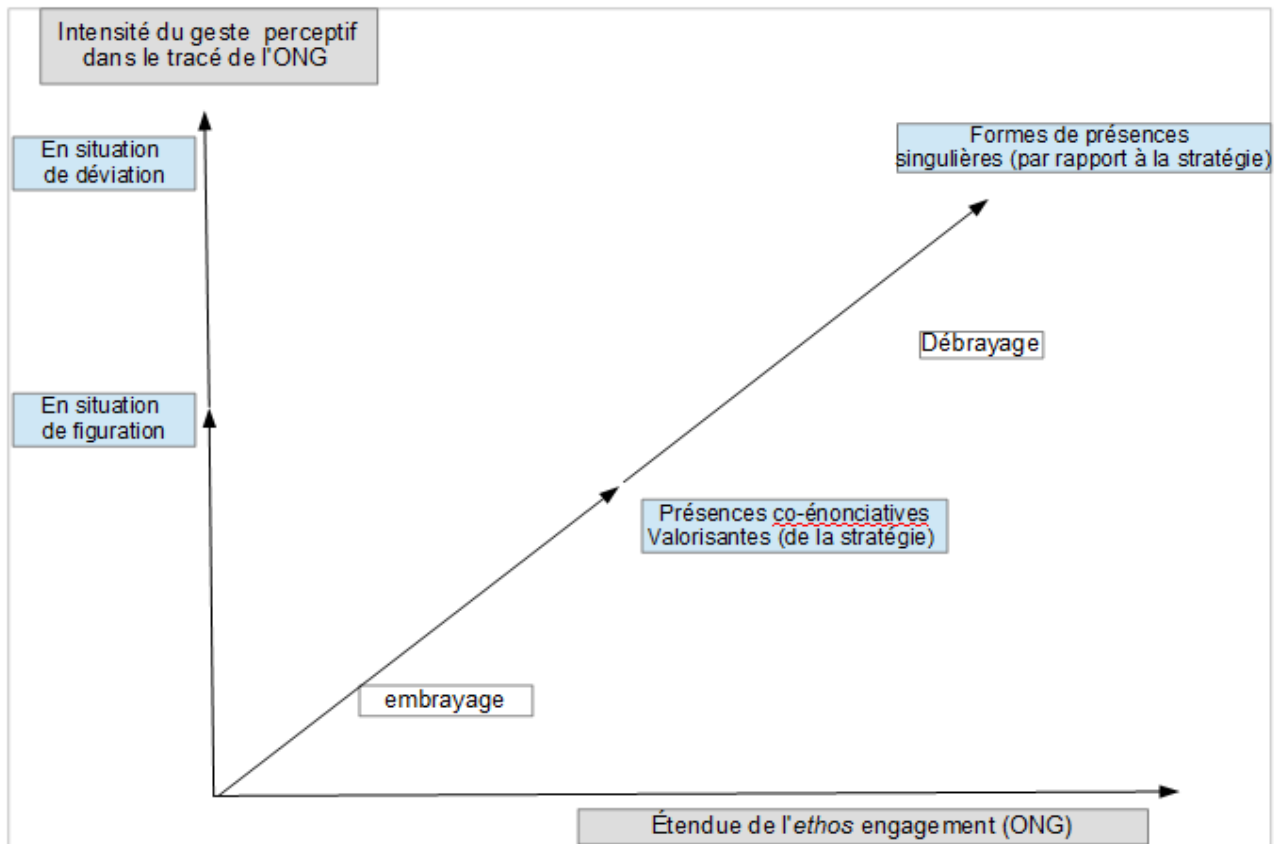 Intensité du geste perceptif
dans le tracé de l'ONG
En situation
de déviation
Formes de présences
singulières (par rapport à la stratégie)
Débrayage
En situation
de figuration
Présences co-énonciatives
Valorisantes (de la stratégie)
embrayage
Étendue de l'ethos engagement (ONG)